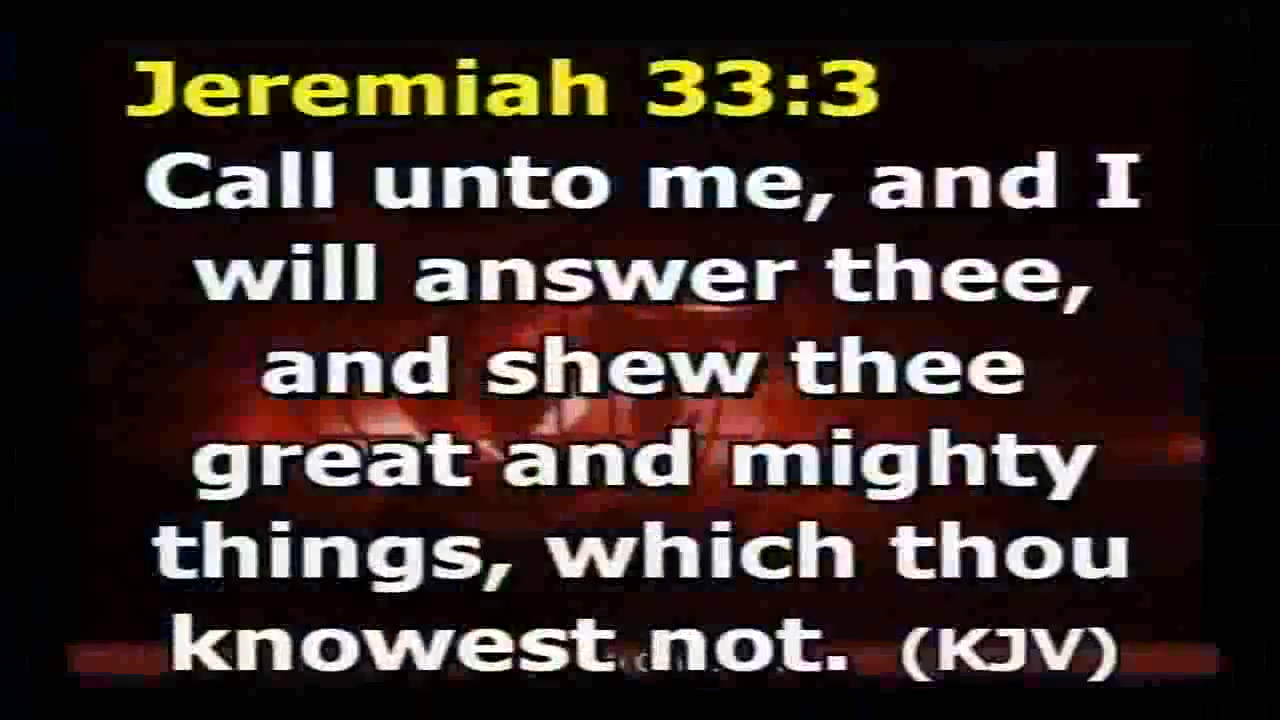 Jeremiah 33:3
Call unto me, and I
will answer thee,
and shew thee
great and mighty
things, which thou
knowest not. (KJV)